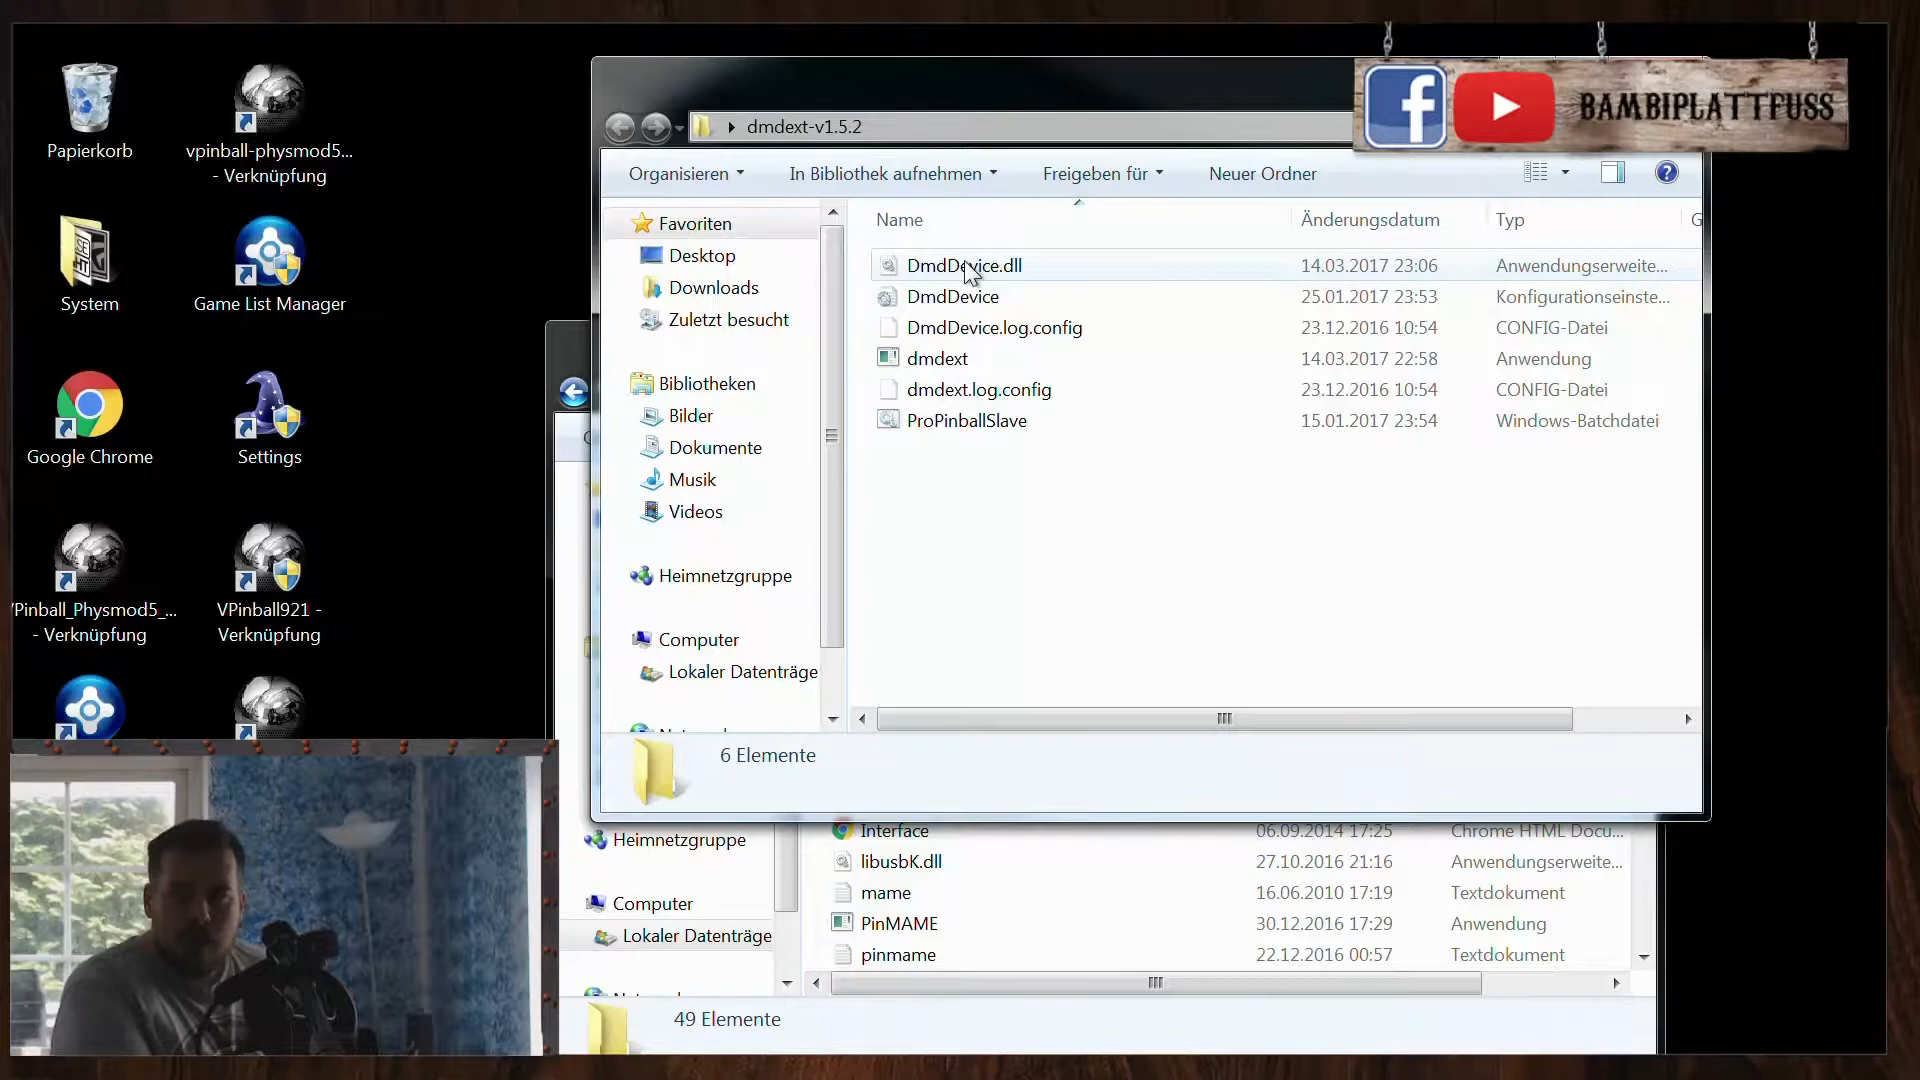 BAMBIPLATTFUSS
dmdext-v1.5.2
Organisieren
In Bibliothek aufnehmen
Freigeben für
Neuer Ordner
Name
Änderungsdatum
Typ
G
DmdDevice.dll
14.03.2017 23:06
Anwendungserweite...
DmdDevice
25.01.2017 23:53
Konfigurationseinste...
DmdDevice.log.config
23.12.2016 10:54
CONFIG-Datei
dmdext
14.03.2017 22:58
Anwendung
dmdext.log.config
23.12.2016 10:54
CONFIG-Datei
ProPinballSlave
15.01.2017 23:54
Windows-Batchdatei
Favoriten
Desktop
Downloads
Zuletzt besucht
Bibliotheken
Bilder
Dokumente
Musik
Videos
Heimnetzgruppe
Computer
Lokaler Datenträge
6 Elemente
Papierkorb
vpinball-physmod5...
- Verknüpfung
System
Game List Manager
Google Chrome
Settings
VPinball_Physmod5_...
- Verknüpfung
VPinball921 -
Verknüpfung
Heimnetzgruppe
Computer
Lokaler Datenträge
Interface
06.09.2014 17:25
Chrome HTML Docu...
libusbK.dll
27.10.2016 21:16
Anwendungserweite...
mame
16.06.2010 17:19
Textdokument
PinMAME
30.12.2016 17:29
Anwendung
pinmame
22.12.2016 00:57
Textdokument
49 Elemente